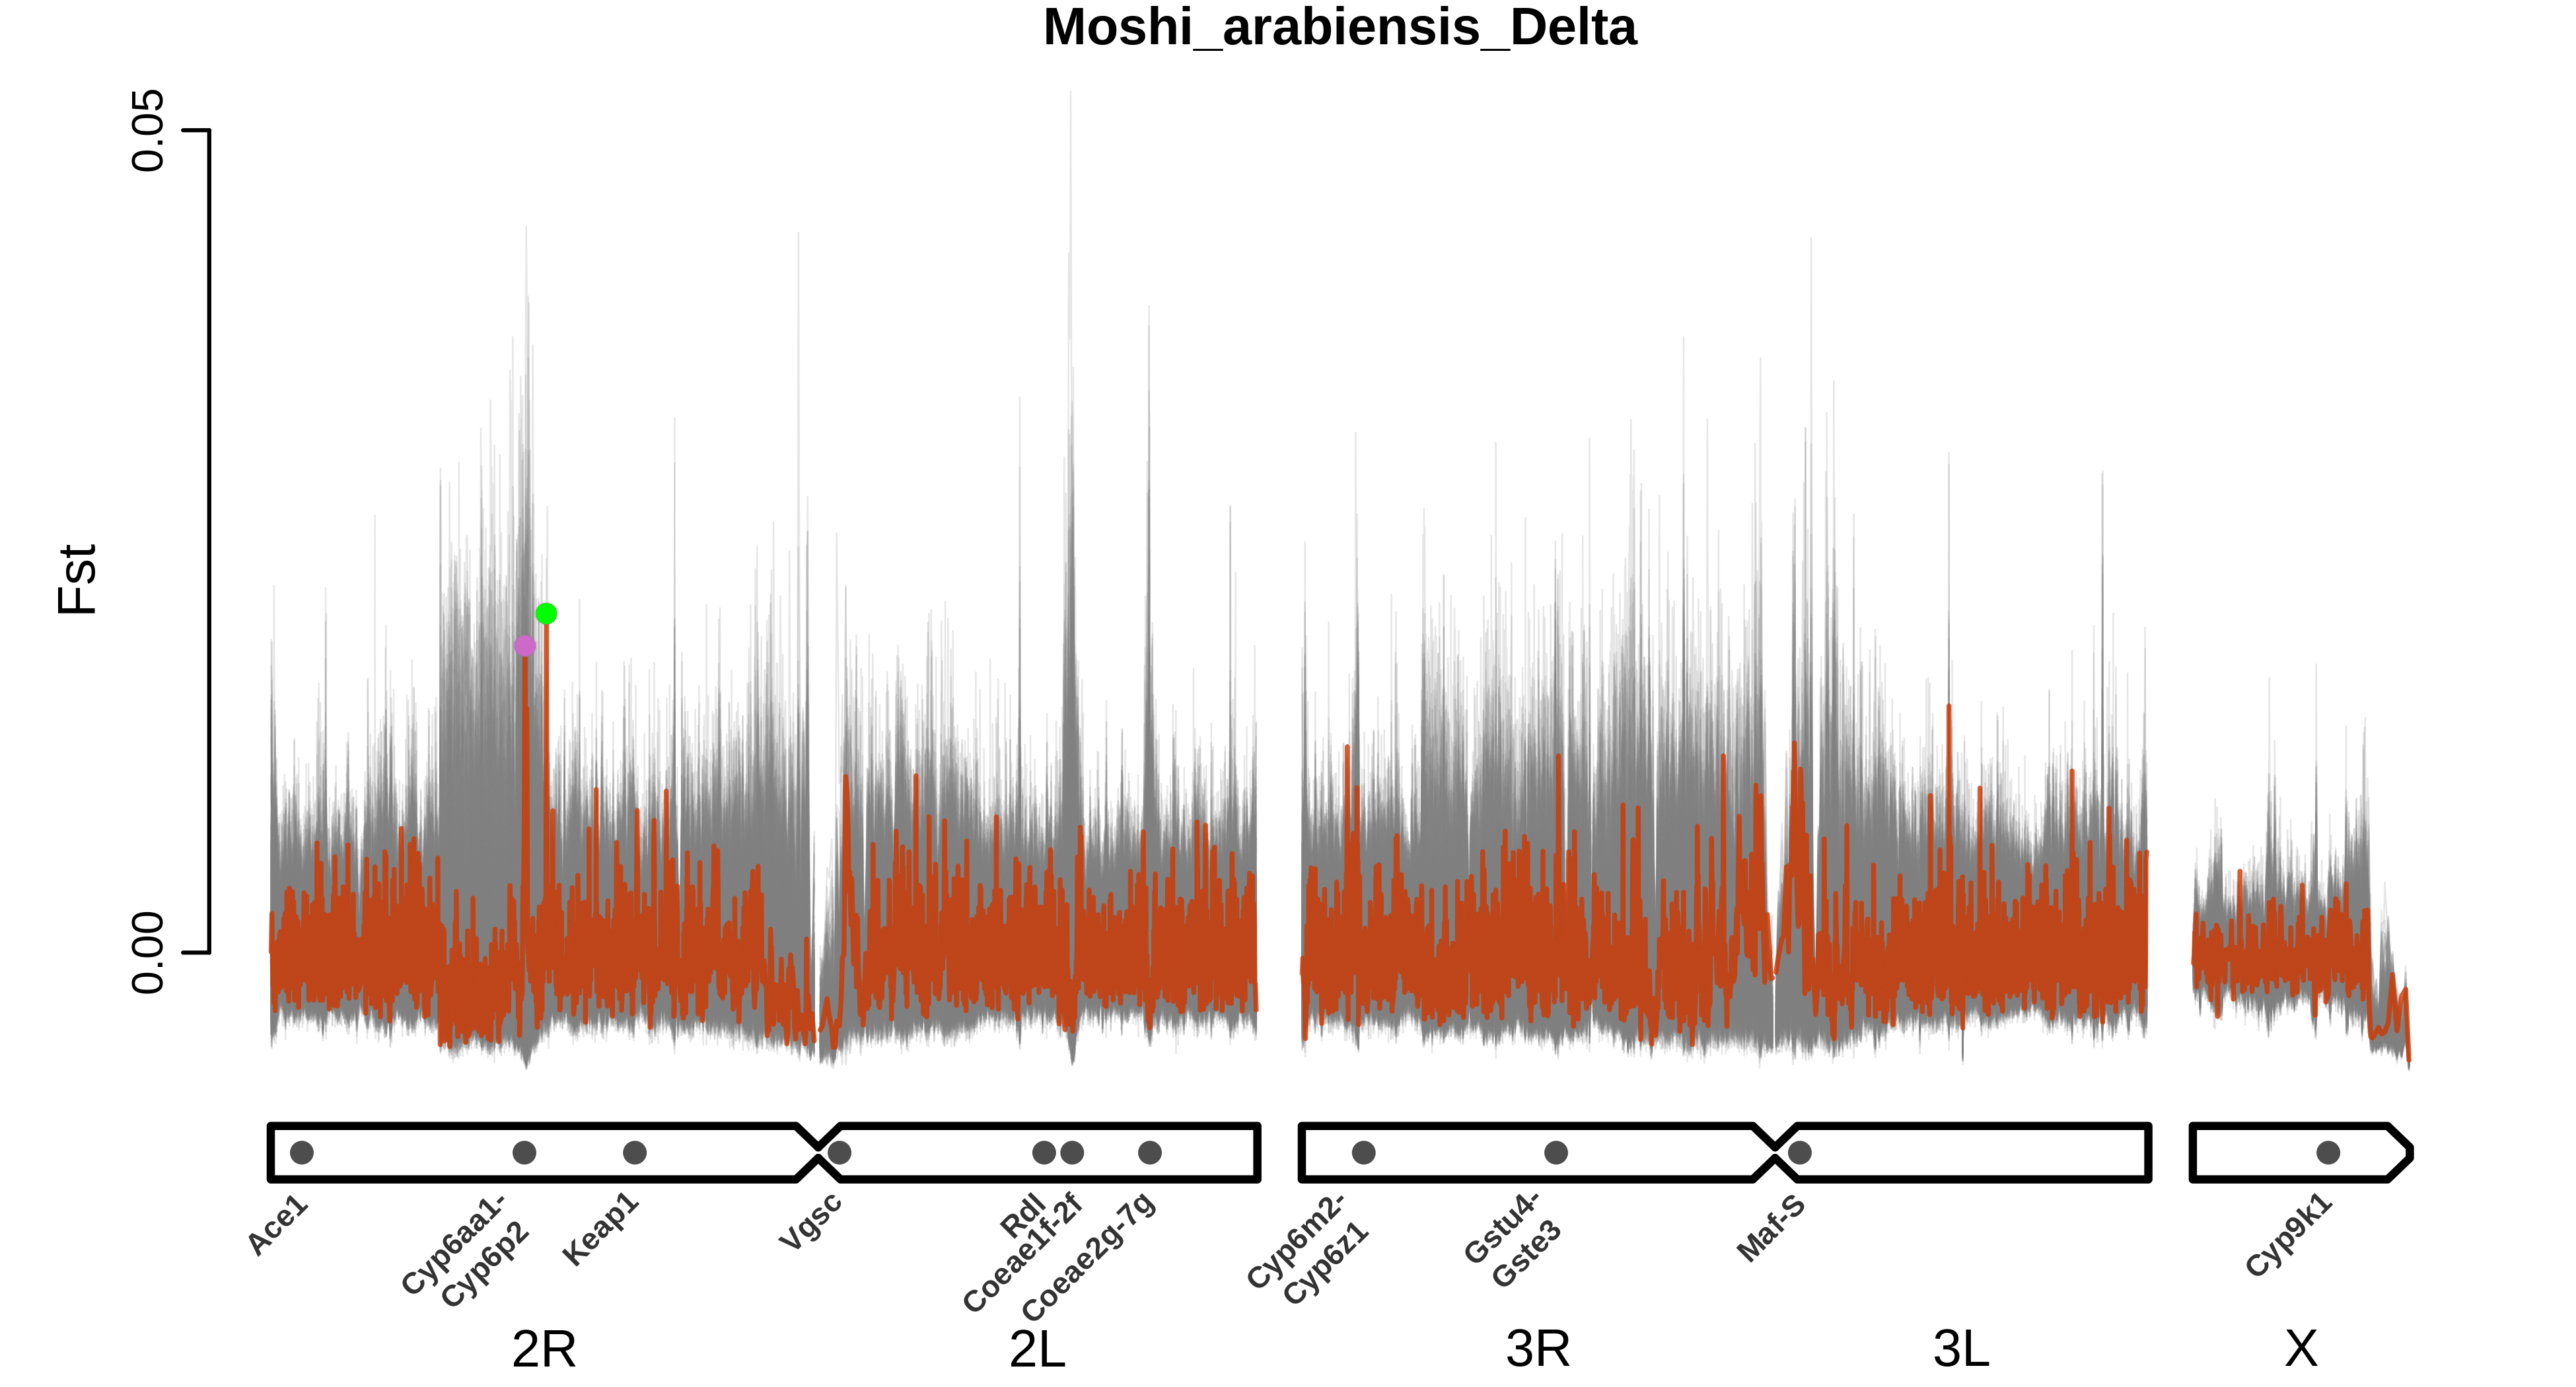 Moshi_arabiensis_Delta
0.05
Fst
0.00
Ace1
Cyp6aa1-
Cyp6p2
Keap1
Vgsc
Rdl
Coeae1f-2f
Coeae2g-7g
Cyp6m2-
Cyp6z1
Gstu4-
Gste3
Maf-S
Cyp9k1
2R
2L
3R
3L
X